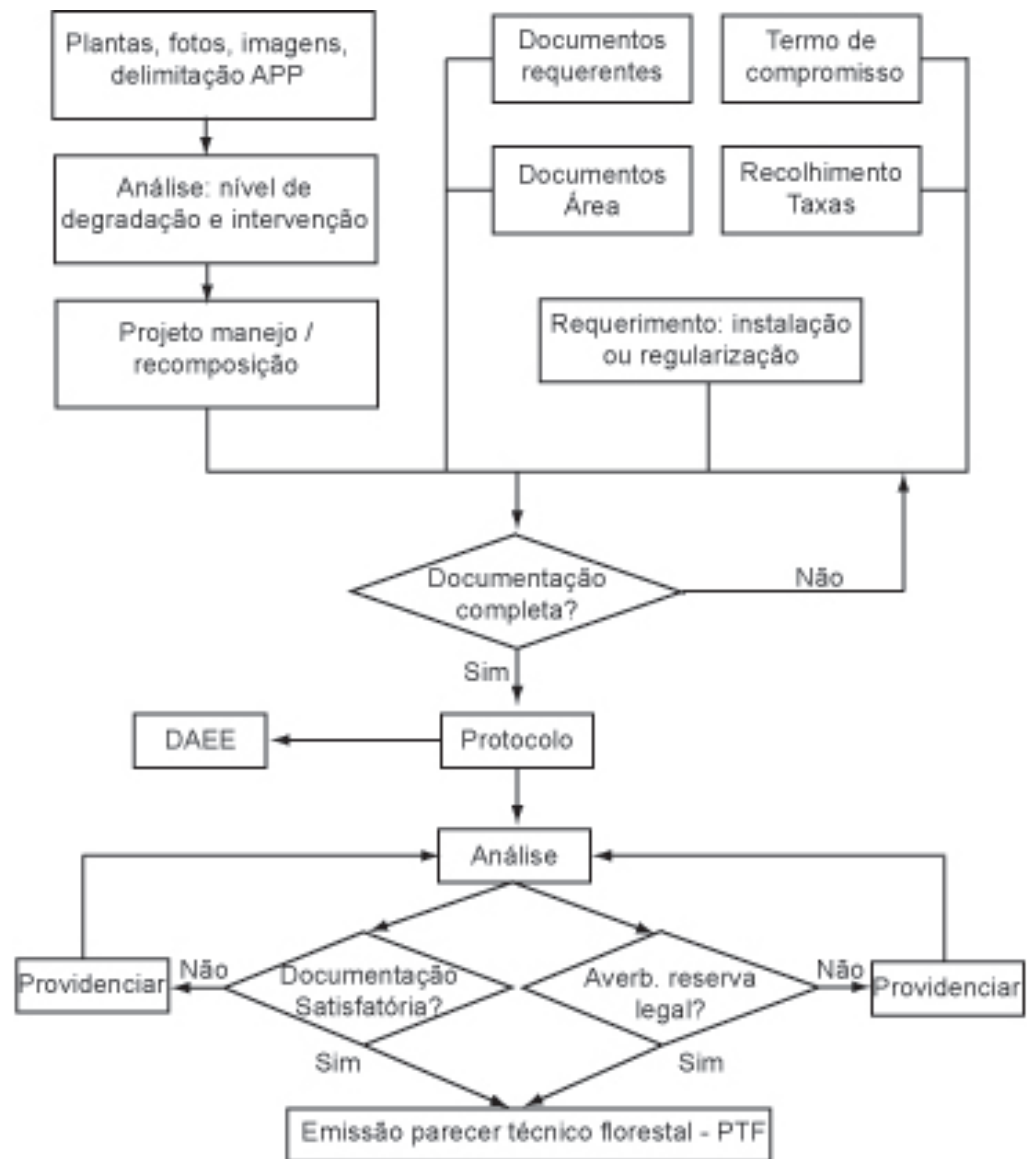 Plantas, fotos, imagens,
delimitação APP
Análise: nível de
degradação e intervenção
Projeto manejo /
recomposição
Documentos
requerentes
Termo de
compromisso
Documentos
Área
Recolhimento
Taxas
Requerimento: instalação
ou regularização
Documentação
completa?
Não
Sim
DAEE
Protocolo
Análise
Providenciar
Não
Documentação
Satisfatória?
Averb. reserva
legal?
Não
Providenciar
Sim
Sim
Emissão parecer técnico florestal - PTF